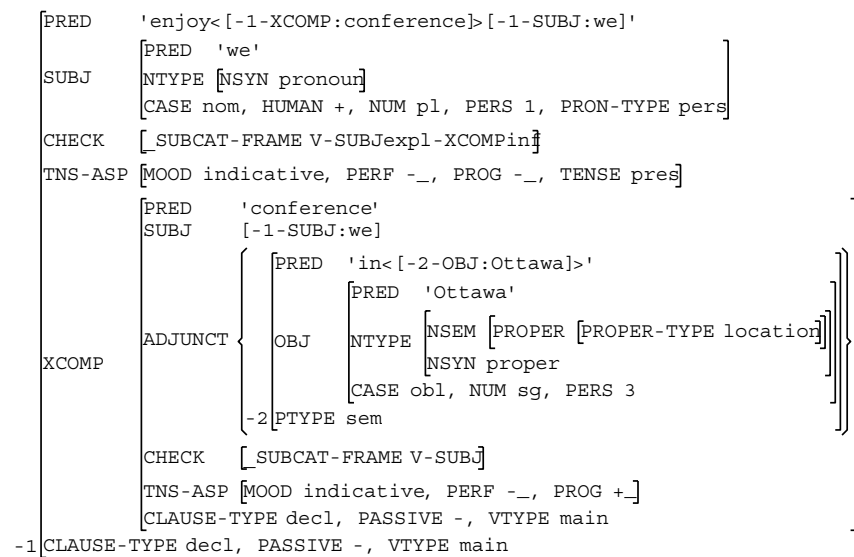 PRED 'enjoy<[-1-XCOMP:conference]>[-1-SUBJ:we]'
PRED 'we'
SUBJ NTYPE [NSYN pronoun]
CASE nom, HUMAN +, NUM pl, PERS 1, PRON-TYPE pers
CHECK [_SUBCAT-FRAME V-SUBJexpl-XCOMPinf]
TNS-ASP [MOOD indicative, PERF -_, PROG -_, TENSE pres]
PRED 'conference'
SUBJ [-1-SUBJ:we]
PRED 'in<[-2-OBJ:Ottawa]>'
PRED 'Ottawa'
NSEM [PROPER [PROPER-TYPE location]]
ADJUNCT OBJ NTYPE
XCOMP NSYN proper
CASE obl, NUM sg, PERS 3
-2 PTYPE sem
CHECK [_SUBCAT-FRAME V-SUBJ]
TNS-ASP [MOOD indicative, PERF -_, PROG +_]
CLAUSE-TYPE decl, PASSIVE -, VTYPE main
-1 CLAUSE-TYPE decl, PASSIVE -, VTYPE main